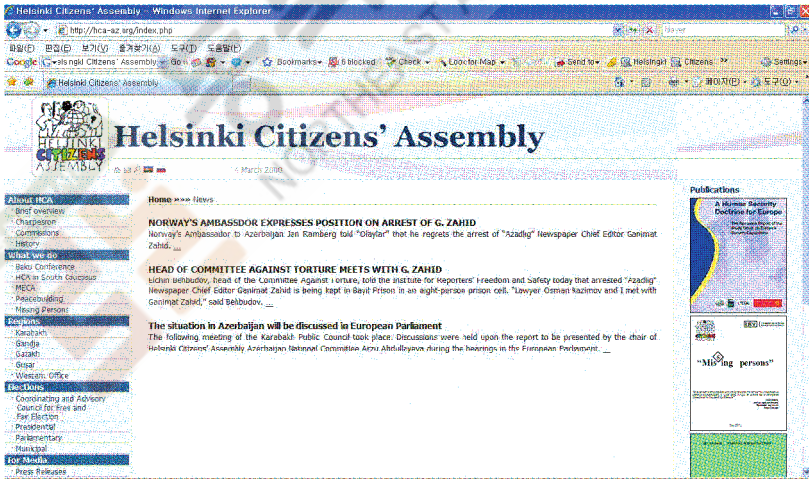 Helsinki Citizens' Assembly - Windows Internet Explorer
http://hca-az.org/index.php
파일(F) 편집(E) 보기(V) 즐겨찾기(A) 도구(T) 도움말(H)
Google Go Bookmarks 6 blocked Check Look for Map Send to Helsinki Citizens Settings
Helsinki Citizens' Assembly 페이지(P) 도구(O)
HELSINKI
CITIZENS
ASSEMBLY
Helsinki Citizens' Assembly
March
NORTHEAST
About HCA
Brief overview
Chairperson
Commissions
History
What we do
Baku Conference
HCA in South Caucasus
MECA
Peacebuilding
Missing Persons
Regions
Karabakh
Gandja
Gazakh
Gusar
Western Office
Elections
Coordinating and Advisory
Council for Free and
Fair Election
Presidential
Parliamentary
Municipal
For Media
Press Releases
Home »»» News
NORWAY'S AMBASSDOR EXPRESSES POSITION ON ARREST OF G. ZAHID
Norway's Ambassador to Azerbaijan Jan Ramberg told "Olaylar" that he regrets the arrest of "Azadlig" Newspaper Chief Editor Ganimat
Zahid. ...
HEAD OF COMMITTEE AGAINST TORTURE MEETS WITH G. ZAHID
Elchin Behbudov, head of the Committee Against Torture, told the Institute for Reporters' Freedom and Safety today that arrested "Azadlig"
Newspaper Chief Editor Ganimat Zahid is being kept in Bayil Prison in an eight-person prison cell. "Lawyer Osman Kazimov and I met with
Ganimat Zahid," said Behbudov. ...
The situation in Azerbaijan will be discussed in European Parliament
The following meeting of the Karabakh Public Council took place. Discussions were held upon the report to be presented by the chair of
Helsinki Citizens' Assembly Azerbaijan National Committee Arzu Abdullayeva during the hearings in the European Parliament. ...
Publications
A Human Security
Doctrine for Europe
"Missing persons"